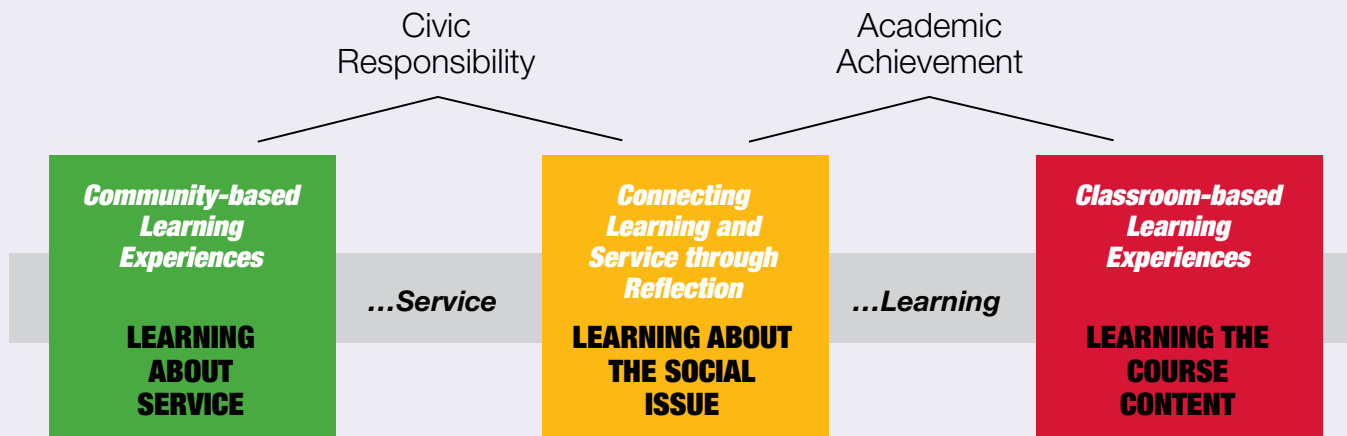 Civic
Responsibility
Academic
Achievement
Community-based
Learning
Experiences
LEARNING
ABOUT
SERVICE
...Service
Connecting
Learning and
Service through
Reflection
LEARNING ABOUT
THE SOCIAL
ISSUE
...Learning
Classroom-based
Learning
Experiences
LEARNING THE
COURSE
CONTENT